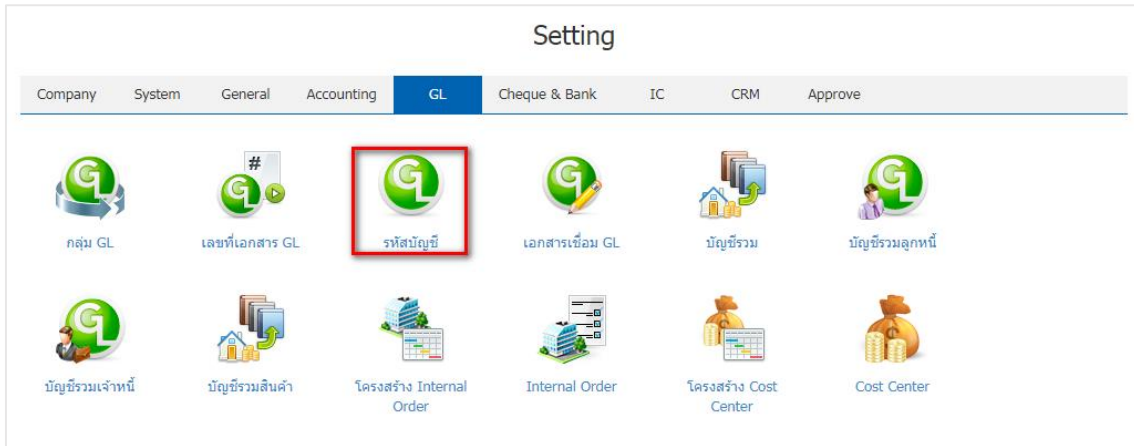 Setting
Company System General Accounting GL Cheque & Bank IC CRM Approve
#
กลุ่ม GL เลขที่เอกสาร GL รหัสบัญชี เอกสารเชื่อม GL บัญชีรวม บัญชีรวมลูกหนี้
บัญชีรวมเจ้าหนี้ บัญชีรวมสินค้า โครงสร้าง Internal Internal Order โครงสร้าง Cost Cost Center
Order Center